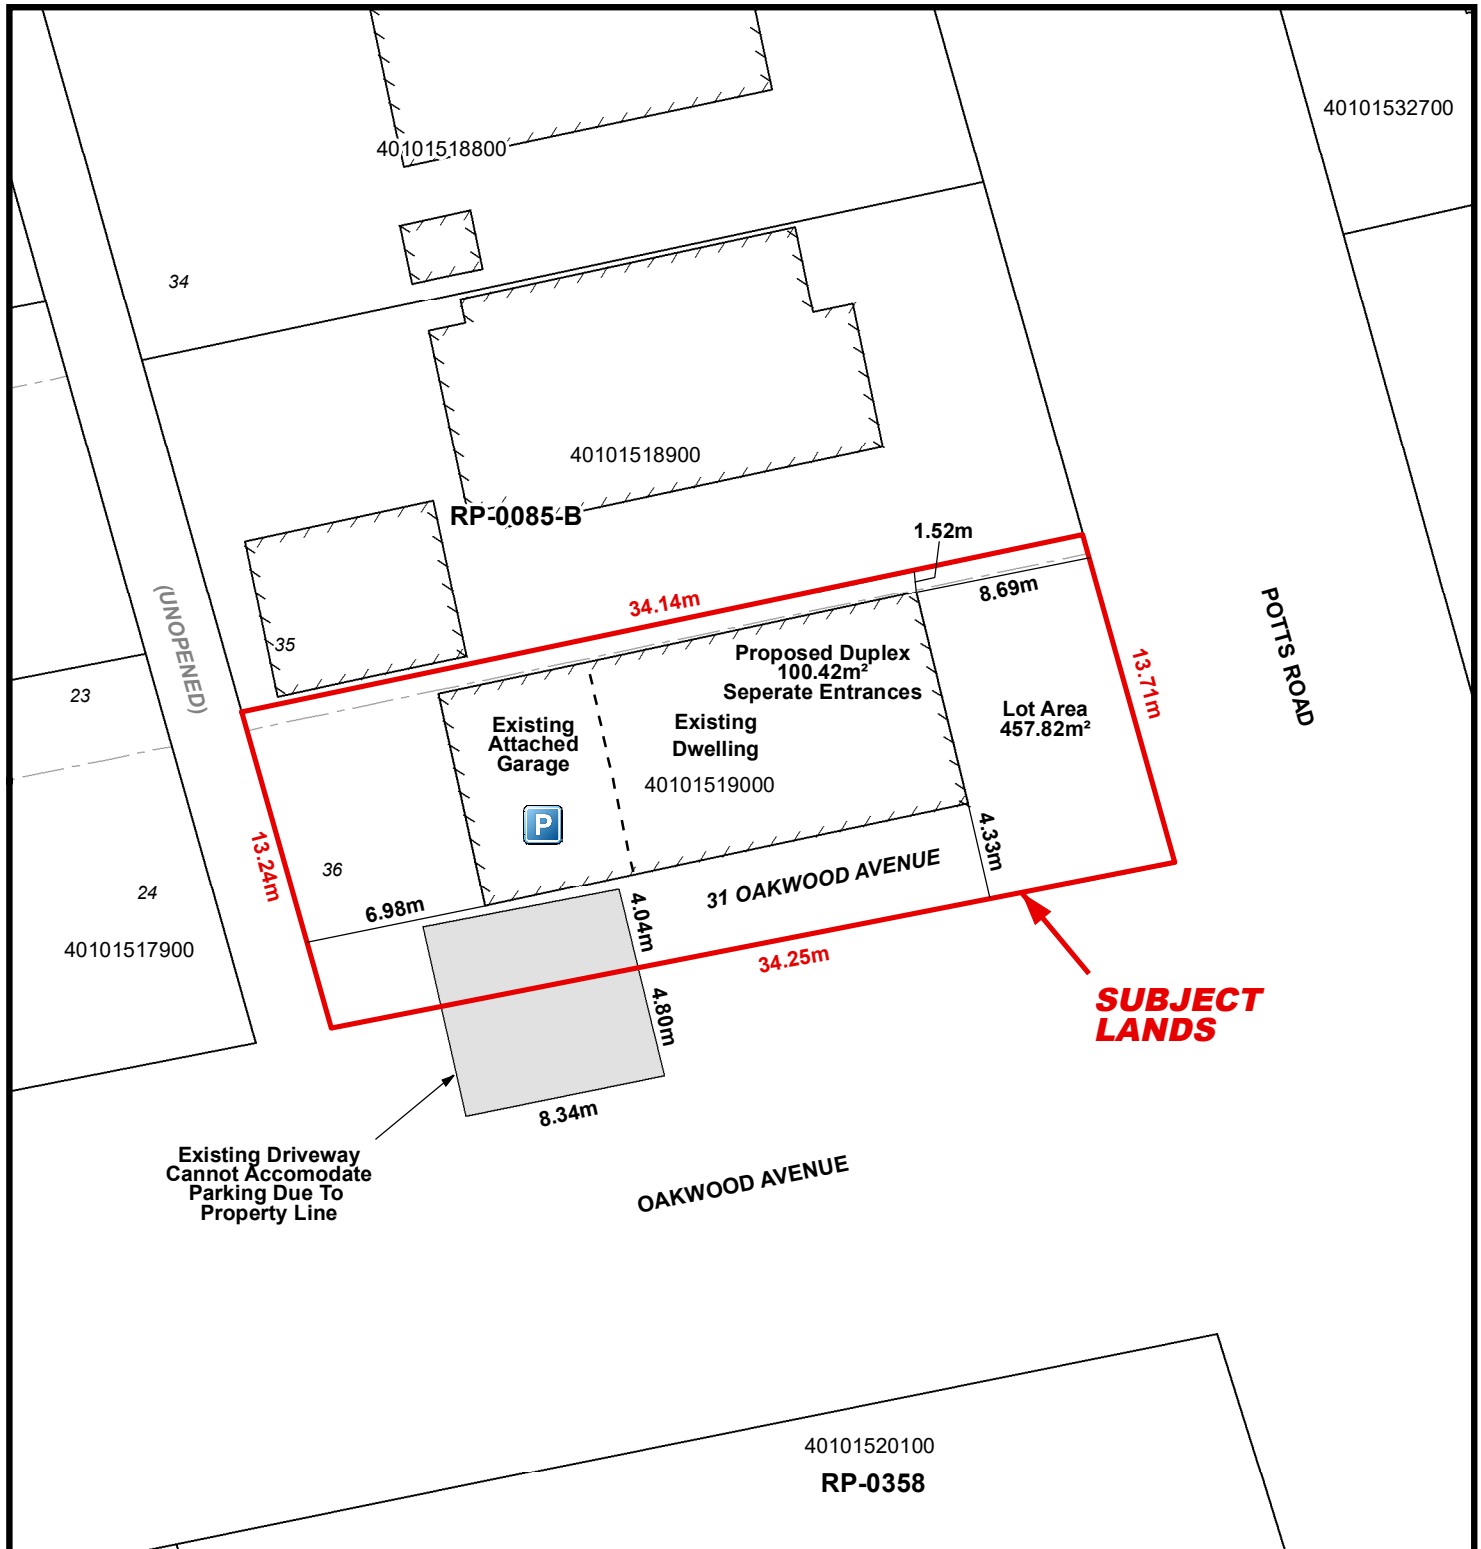 40101532700
40101518800
34
40101518900
RP-0085-B
1.52m
8.69m
34.14m
(UNOPENED)
35
POTTS ROAD
Proposed Duplex
100.42m²
Seperate Entrances
13.71m
23
Existing
Attached
Garage
Existing
Dwelling
Lot Area
457.82m²
40101519000
P
13.24m
36
4.33m
31 OAKWOOD AVENUE
24
6.98m
4.04m
40101517900
34.25m
4.80m
SUBJECT
LANDS
8.34m
Existing Driveway
Cannot Accomodate
Parking Due To
Property Line
OAKWOOD AVENUE
40101520100
RP-0358